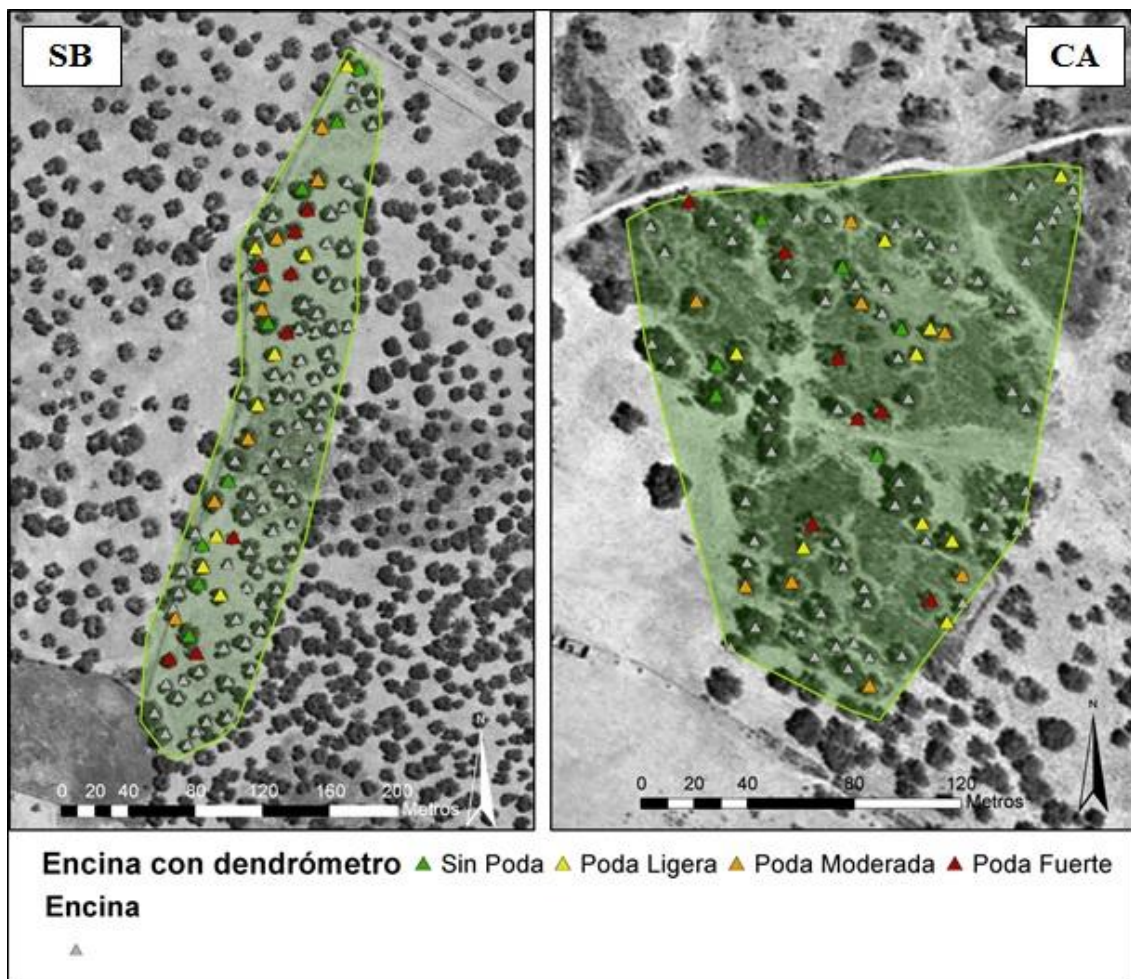 SB
CA
N
0 20 40 80 120 160 200
Metros
N
0 40 80 120
Metros
Encina con dendrómetro Sin Poda Poda Ligera Poda Moderada Poda Fuerte
Encina